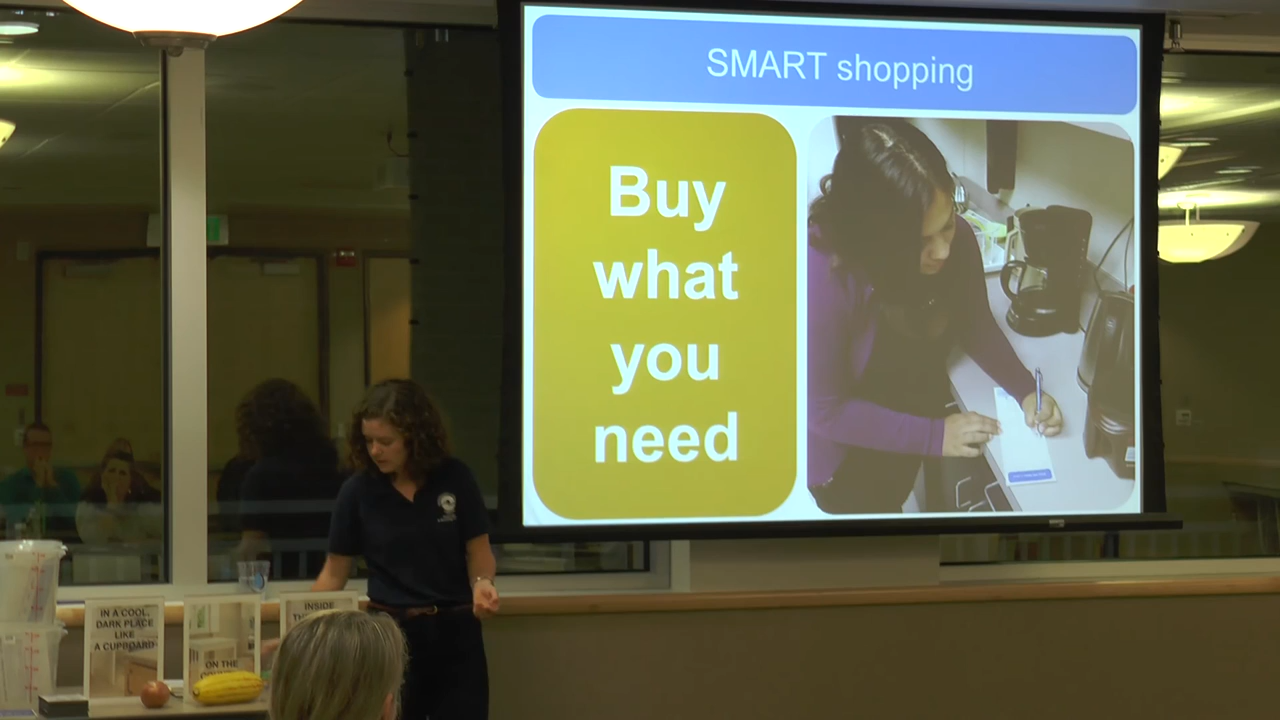 SMART shopping
Buy
what
you
need
IN A COOL,
DARK PLACE
LIKE
A CUPBOARD
ON THE
INSIDE